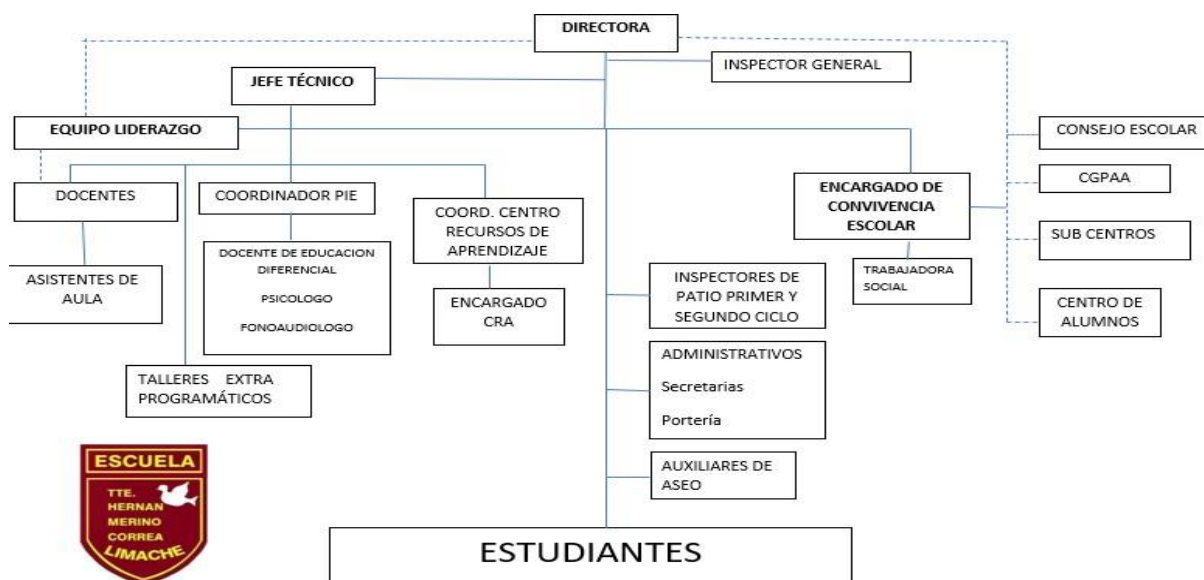 DIRECTORA
INSPECTOR GENERAL
JEFE TÉCNICO
EQUIPO LIDERAZGO
CONSEJO ESCOLAR
DOCENTES
COORDINADOR PIE
COORD. CENTRO
RECURSOS DE
APRENDIZAJE
ENCARGADO DE
CONVIVENCIA
ESCOLAR
CGPAA
SUB CENTROS
ASISTENTES DE
AULA
DOCENTE DE EDUCACION
DIFERENCIAL
PSICOLOGO
FONOAUDIOLOGO
ENCARGADO
CRA
INSPECTORES DE
PATIO PRIMER Y
SEGUNDO CICLO
TRABAJADORA
SOCIAL
CENTRO DE
ALUMNOS
TALLERES EXTRA
PROGRAMÁTICOS
ADMINISTRATIVOS
Secretarias
Portería
AUXILIARES DE
ASEO
ESCUELA
TTE.
HERNAN
MERINO
CORREA
LIMACHE
ESTUDIANTES